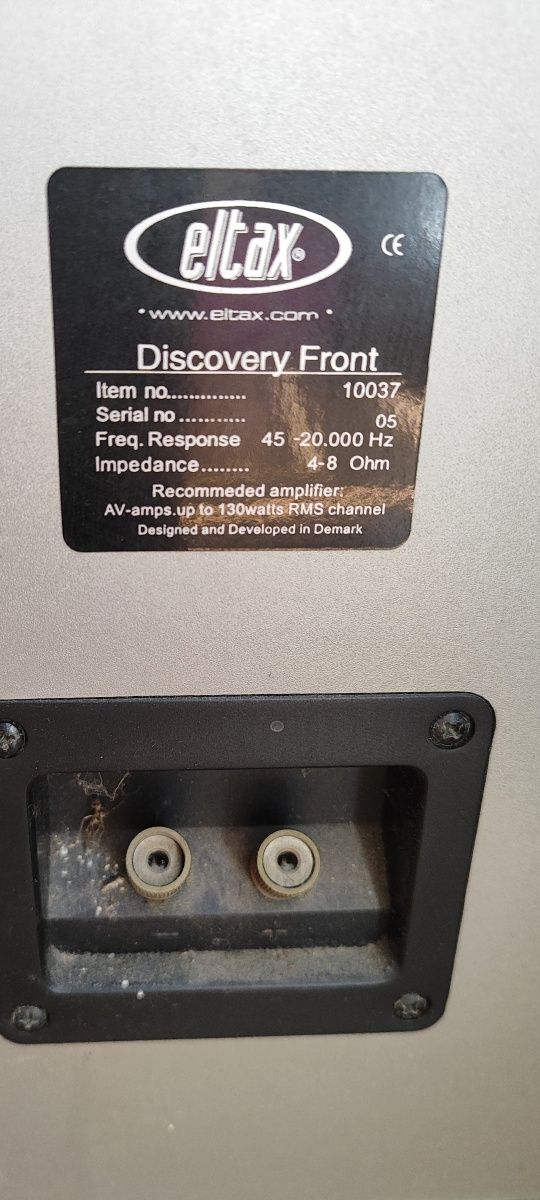 eltax®
CE
• www.eltax.com •
Discovery Front
Item no.............. 10037
Serial no ........... 05
Freq. Response 45 -20.000 Hz
Impedance........ 4-8 Ohm
Recommeded amplifier:
AV-amps.up to 130watts RMS channel
Designed and Developed in Demark
− +